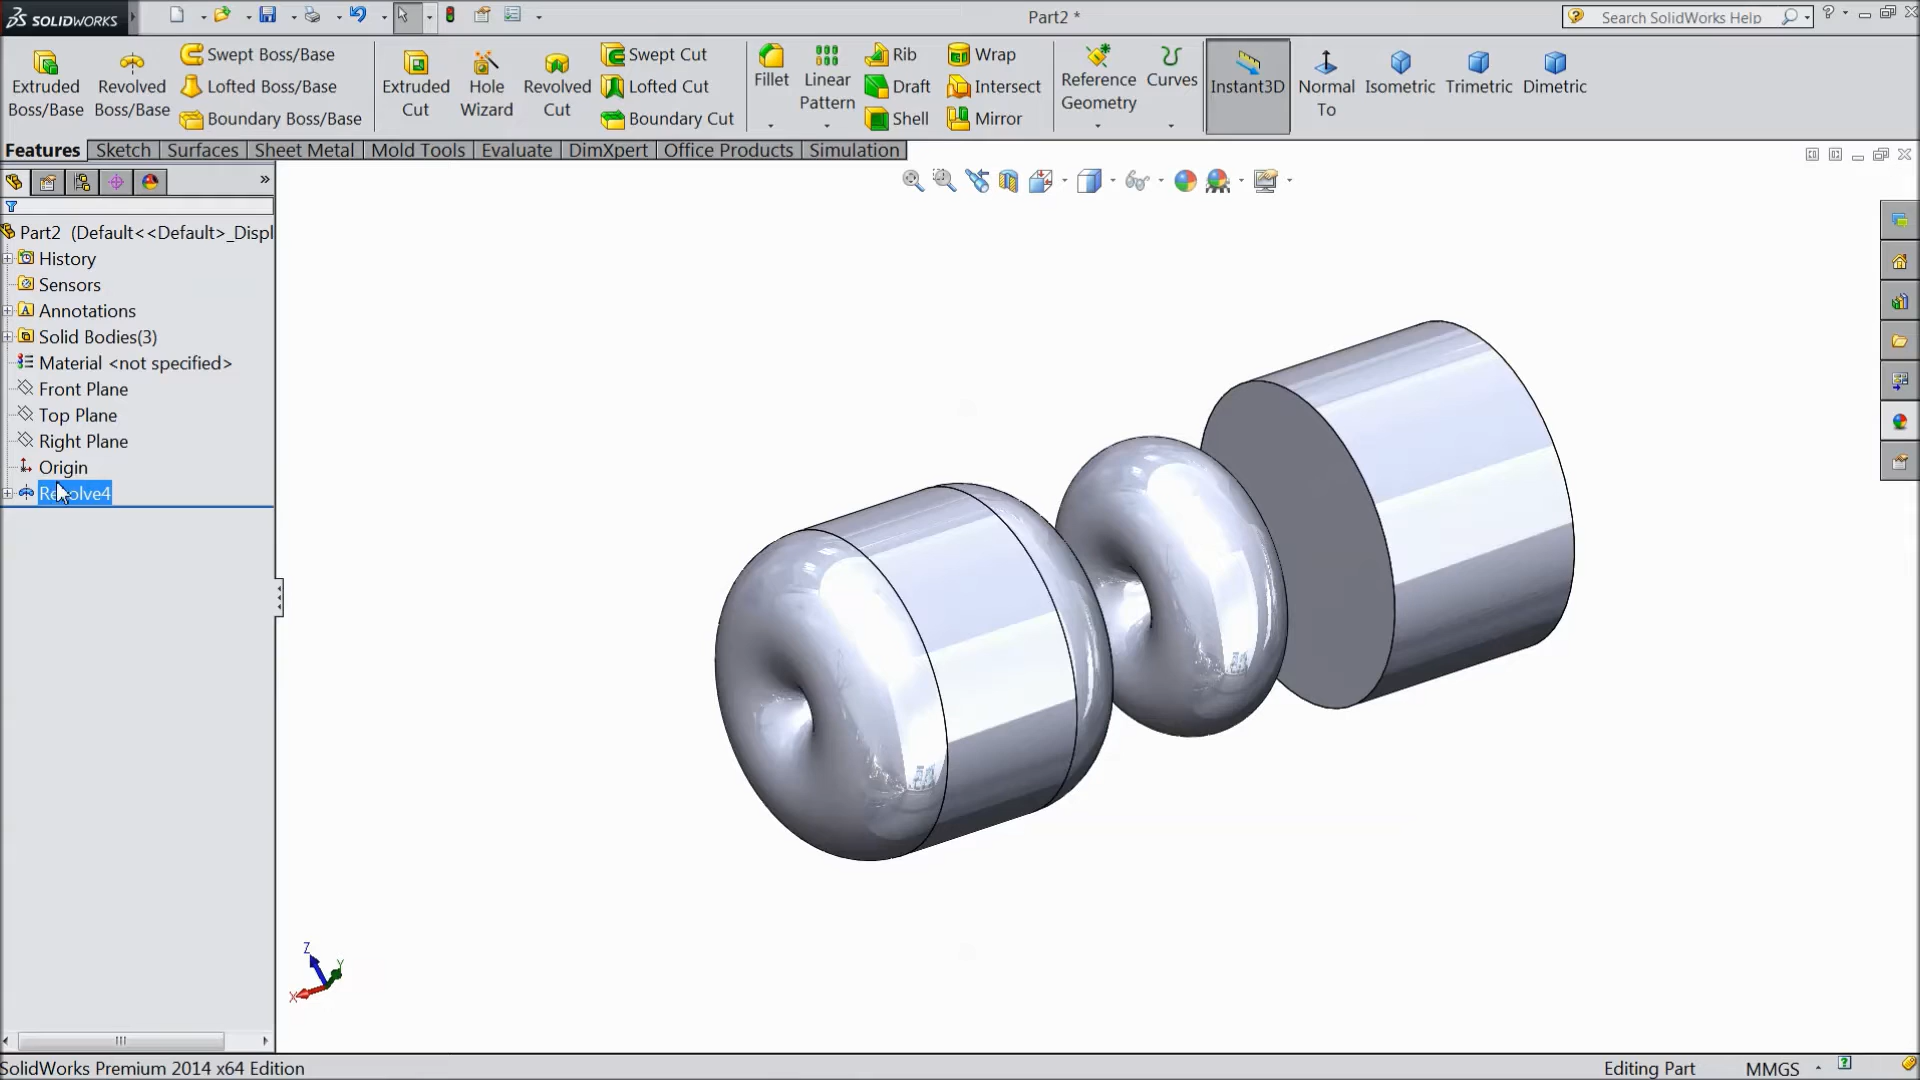 SOLIDWORKS
Part2 *
Search SolidWorks Help
Extruded Boss/Base
Revolved Boss/Base
Swept Boss/Base
Lofted Boss/Base
Boundary Boss/Base
Extruded Cut
Hole Wizard
Revolved Cut
Swept Cut
Lofted Cut
Boundary Cut
Fillet
Linear Pattern
Rib
Draft
Shell
Wrap
Intersect
Mirror
Reference Geometry
Curves
Instant3D
Normal To
Isometric
Trimetric
Dimetric
Features Sketch Surfaces Sheet Metal Mold Tools Evaluate DimXpert Office Products Simulation
Part2 (Default<<Default>_Displ
History
Sensors
Annotations
Solid Bodies(3)
Material <not specified>
Front Plane
Top Plane
Right Plane
Origin
Revolve4
Z
Y
X
SolidWorks Premium 2014 x64 Edition
Editing Part
MMGS